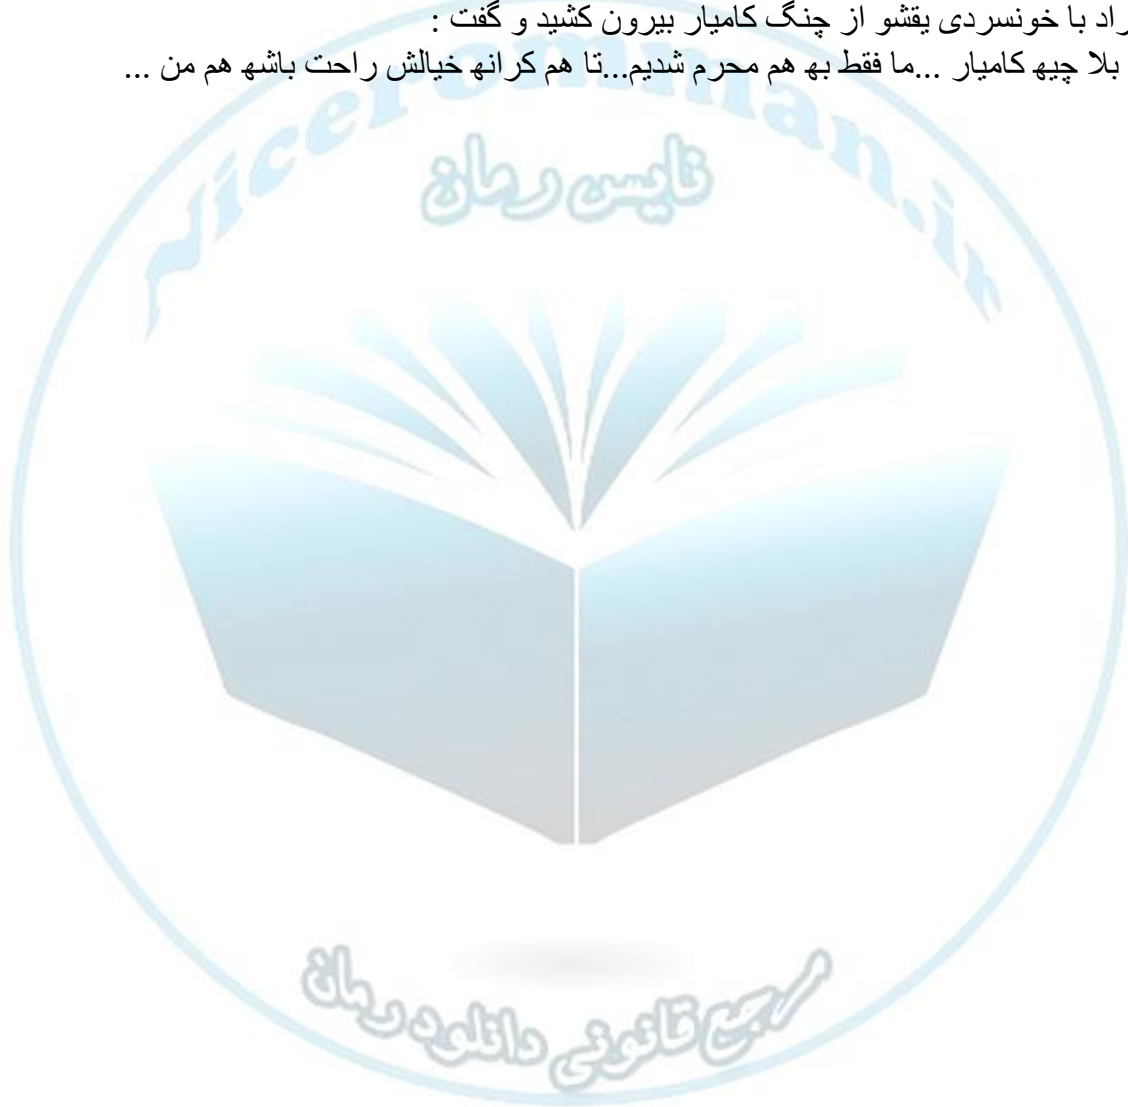 راد با خونسردی یقشو از چنگ کامیار بیرون کشید و گفت :
بلا چیه کامیار ...ما فقط به هم محرم شدیم...تا هم کرانه خیالش راحت باشه هم من ...
Niceromman.ir
نایس رمان
مرجع قانونی دانلود رمان